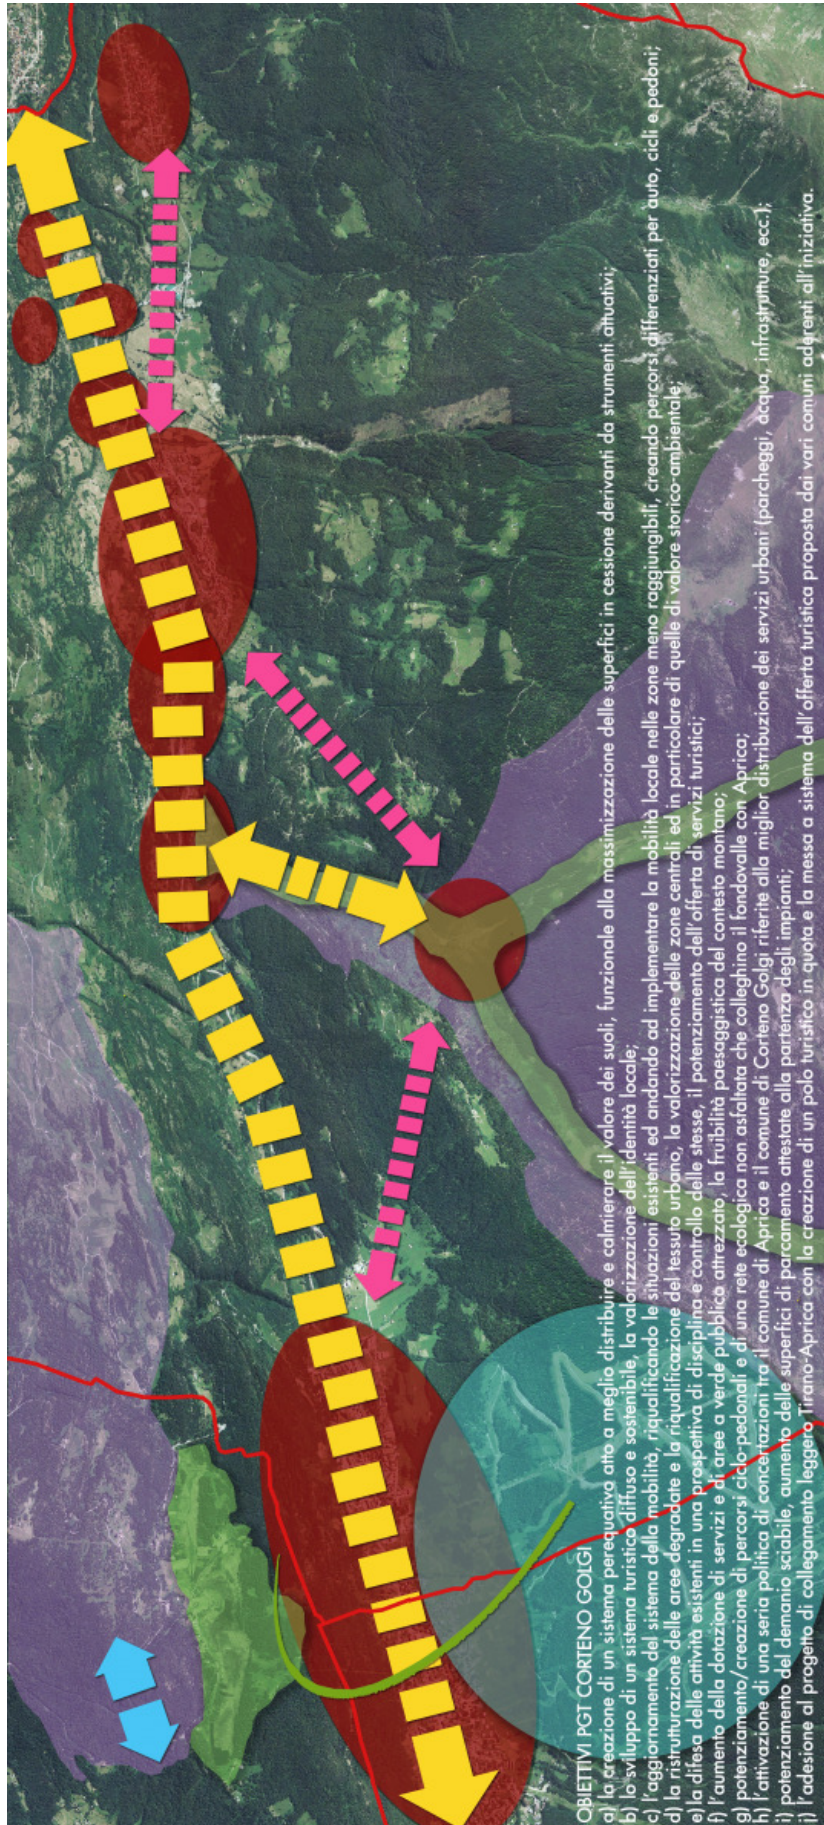 OBIETTIVI PGT CORTENO GOLGI
a) la creazione di un sistema perequativo atto a meglio distribuire e calmierare il valore dei suoli, funzionale alla massimizzazione delle superfici in cessione derivanti da strumenti attuativi;
b) lo sviluppo di un sistema turistico diffuso e sostenibile, la valorizzazione dell'identità locale;
c) l'aggiornamento del sistema della mobilità, riqualificando le situazioni esistenti ed andando ad implementare la mobilità locale nelle zone meno raggiungibili, creando percorsi differenziati per auto, cicli e pedoni;
d) la ristrutturazione delle aree degradate e la riqualificazione del tessuto urbano, la valorizzazione delle zone centrali ed in particolare di quelle di valore storico-ambientale;
e) la difesa delle attività esistenti in una prospettiva di disciplina e controllo delle stesse, il potenziamento dell'offerta di servizi turistici;
f) l'aumento della dotazione di servizi e di aree a verde pubblico attrezzato, la fruibilità paesaggistica del contesto montano;
g) potenziamento/creazione di percorsi ciclo-pedonali e di una rete ecologica non asfaltata che colleghino il fondovalle con Aprica;
h) l'attivazione di una seria politica di concertazioni tra il comune di Aprica e il comune di Corteno Golgi riferite alla miglior distribuzione dei servizi urbani (parcheggi, acqua, infrastrutture, ecc.);
i) potenziamento del demanio sciabile, aumento delle superfici di parcamento attestate alla partenza degli impianti;
j) l'adesione al progetto di collegamento leggero Tirano-Aprica con la creazione di un polo turistico in quota e la messa a sistema dell'offerta turistica proposta dai vari comuni aderenti all'iniziativa.